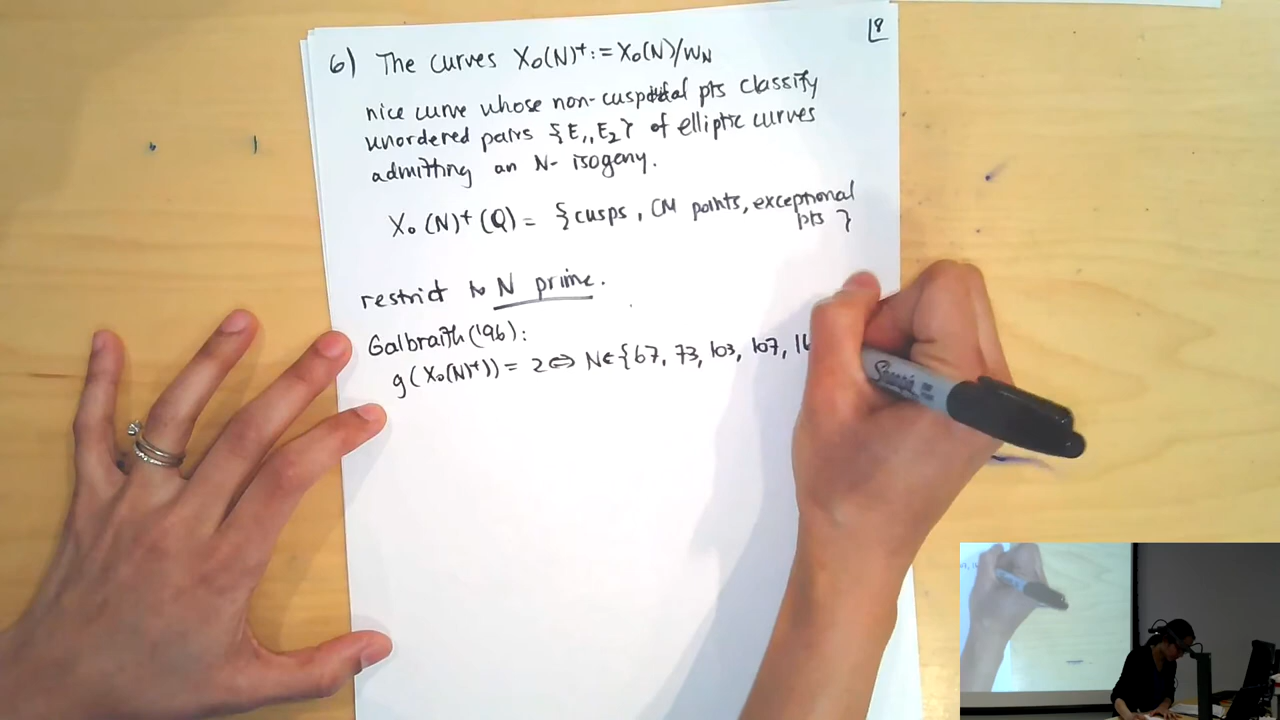 18
6) The curves X₀(N)⁺ := X₀(N)/w_N
nice curve whose non-cuspidal pts classify
unordered pairs {E₁, E₂} of elliptic curves
admitting an N- isogeny.
X₀(N)⁺(Q) = {cusps, CM points, exceptional
pts }
restrict to N prime.
Galbraith ('96):
g(X₀(N)⁺)) = 2 ⇔ N ∈ {67, 73, 103, 107, 16
Sharpie